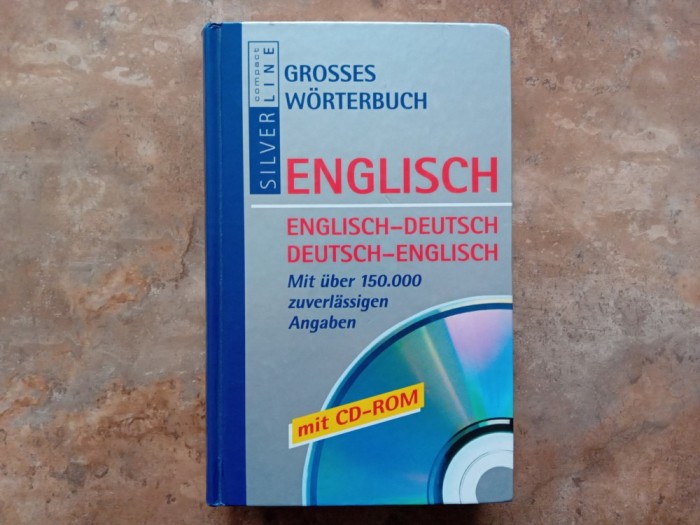 compact
SILVER LINE
GROSSES
WÖRTERBUCH
ENGLISCH
ENGLISCH–DEUTSCH
DEUTSCH–ENGLISCH
Mit über 150.000
zuverlässigen
Angaben
mit CD-ROM